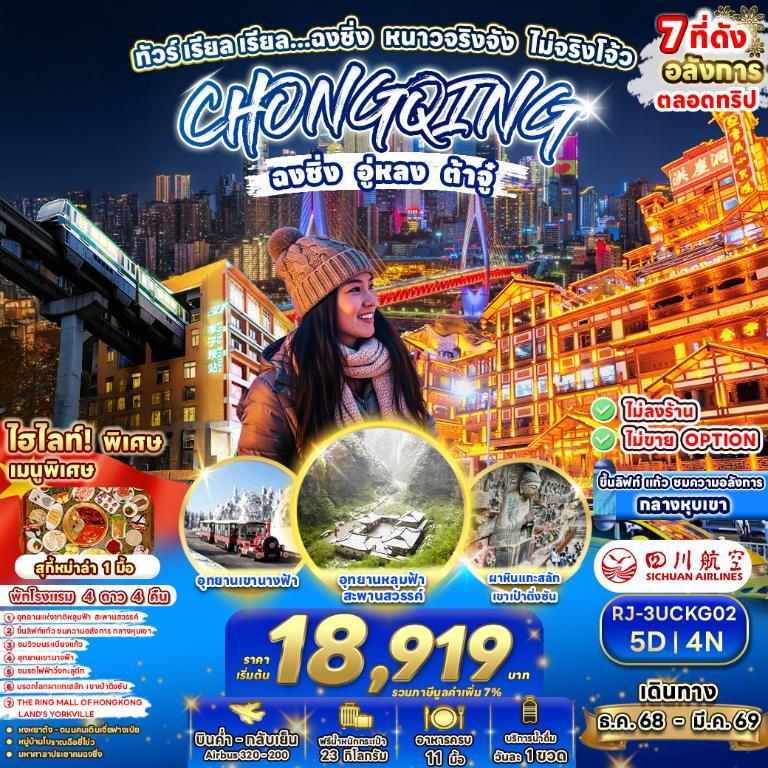 ทัวร์ เรียล เรียล...ฉงชิ่ง หนาวจริงจัง ไม่จริงโจ้ว
7 ที่ดัง
อลังการ
ตลอดทริป
CHONGQING
ฉงชิ่ง อู่หลง ต้าจู๋
洪崖洞
李子坝站
ไฮไลท์! พิเศษ
เมนูพิเศษ
สุกี้หม่าล่า 1 มื้อ
พักโรงแรม 4 ดาว 4 คืน
1 อุทยานแห่งชาติหลุมฟ้า สะพานสวรรค์
2 ขึ้นลิฟท์แก้ว ชมความอลังการ กลางหุบเขา
3 ชมวิวบนระเบียงแก้ว
4 อุทยานเขานางฟ้า
5 ชมรถไฟฟ้าวิ่งทะลุตึก
6 มรดกโลกผาแกะสลัก เขาเป่าติ่งซัน
7 THE RING MALL OF HONGKONG
LAND'S YORKVILLE
หงหยาต้ง - ถนนคนเดินเจี่ยฟางเปย
หมู่บ้านโบราณฉือชี่โข่ว
มหาศาลาประชาคมฉงชิ่ง
ไม่ลงร้าน
ไม่ขาย OPTION
ขึ้นลิฟท์ แก้ว ชมความอลังการ
กลางหุบเขา
อุทยานเขานางฟ้า
อุทยานหลุมฟ้า
สะพานสวรรค์
ผาหินแกะสลัก
เขาเป่าติ่งซัน
四川航空
SICHUAN AIRLINES
RJ-3UCKG02
5D | 4N
ราคา
เริ่มต้น
18,919
บาท
รวมภาษีมูลค่าเพิ่ม 7%
เดินทาง
ธ.ค. 68 - มี.ค. 69
บินค่ำ - กลับเย็น
Airbus 320 - 200
ฟรีน้ำหนักกระเป๋า
23 กิโลกรัม
อาหารครบ
11 มื้อ
บริการน้ำดื่ม
วันละ 1 ขวด